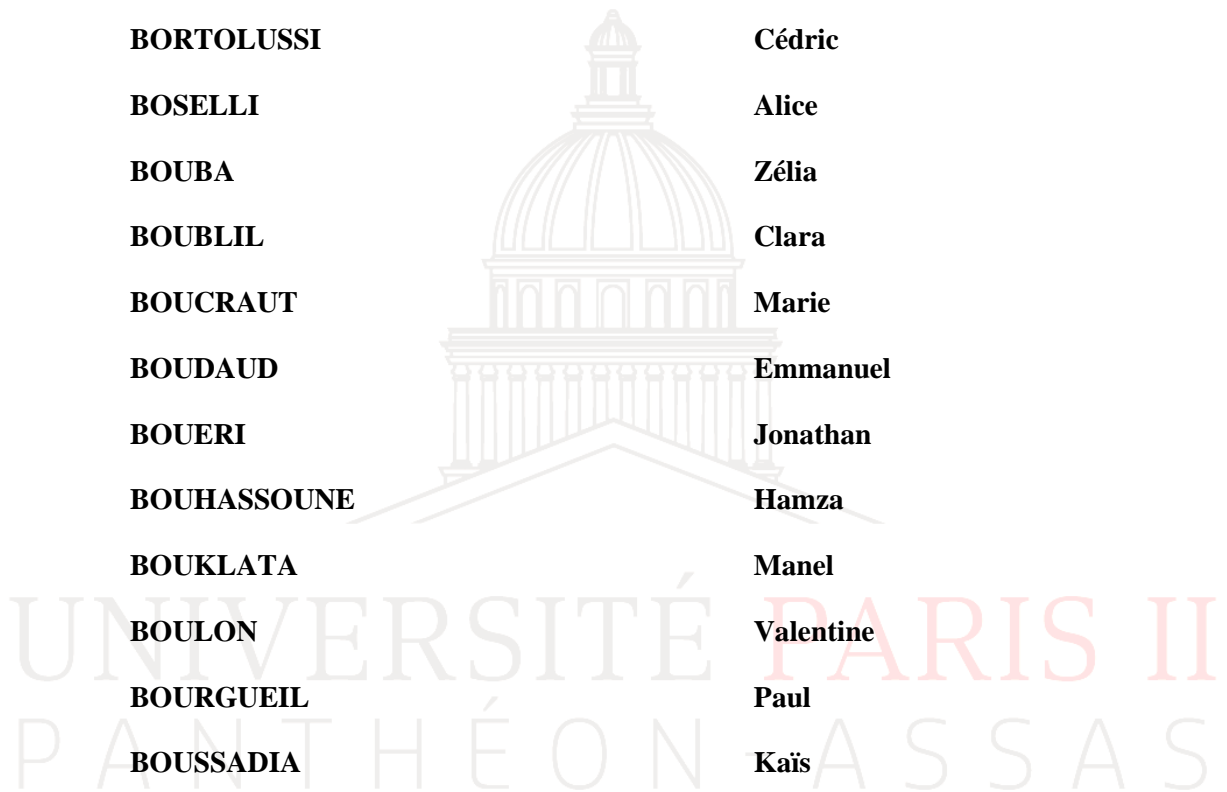 BORTOLUSSI Cédric
BOSELLI Alice
BOUBA Zélia
BOUBLIL Clara
BOUCRAUT Marie
BOUDAUD Emmanuel
BOUERI Jonathan
BOUHASSOUNE Hamza
BOUKLATA Manel
BOULON Valentine
UNIVERSITÉ PARIS II
BOURGUEIL Paul
PANTHÉON-ASSAS
BOUSSADIA Kaïs